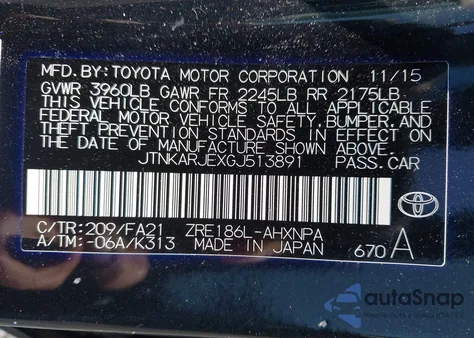 MFD. BY: TOYOTA MOTOR CORPORATION 11/15
GVWR 3960LB GAWR FR 2245LB RR 2175LB
THIS VEHICLE CONFORMS TO ALL APPLICABLE
FEDERAL MOTOR VEHICLE SAFETY, BUMPER, AND
THEFT PREVENTION STANDARDS IN EFFECT ON
THE DATE OF MANUFACTURE SHOWN ABOVE.
JTNKARJEXGJ513891 PASS.CAR
C/TR: 209/FA21 ZRE186L-AHXNPA
A/TM: -06A/K313 MADE IN JAPAN 670 A
autoSnap